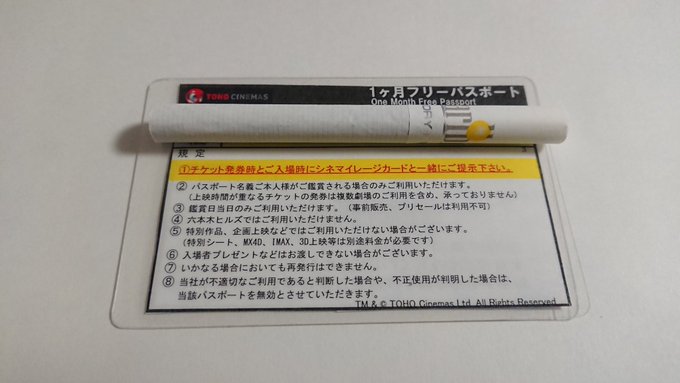 TOHO CINEMAS
1ヶ月フリーパスポート
One Month Free Passport
規 定
①チケット発券時とご入場時にシネマイレージカードと一緒にご提示下さい。
② パスポート名義ご本人様がご鑑賞される場合のみご利用いただけます。
(上映時間が重なるチケットの発券は複数劇場のご利用を含め、承っておりません)
③ 鑑賞日当日のみご利用いただけます。（事前販売、プリセールは利用不可）
④ 六本木ヒルズではご利用いただけません。
⑤ 特別作品、企画上映などではご利用いただけない場合がございます。
(特別シート、MX4D、IMAX、3D上映等は別途料金が必要です)
⑥ 入場者プレゼントなどはお渡しできない場合がございます。
⑦ いかなる場合においても再発行はできません。
⑧ 当社が不適切なご利用であると判断した場合や、不正使用が判明した場合は、
当該パスポートを無効とさせていただきます。
TM & © TOHO Cinemas Ltd. All Rights Reserved.